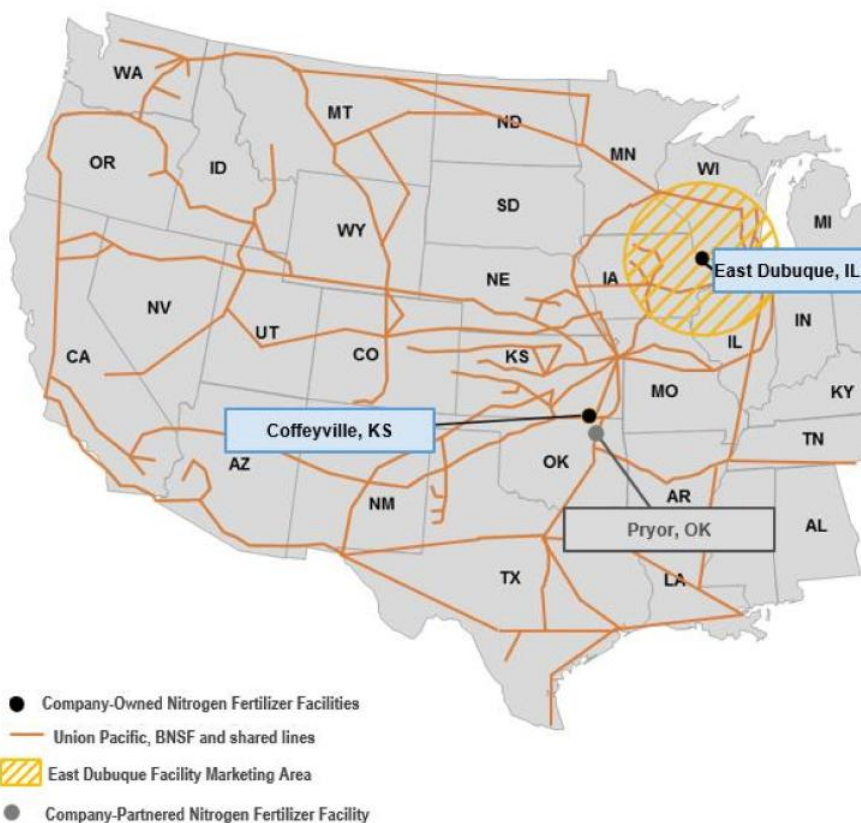 WA
MT
ND
MN
OR
ID
WI
SD
MI
WY
East Dubuque, IL
NE
IA
NV
IN
UT
IL
CA
CO
KS
MO
KY
Coffeyville, KS
TN
AZ
OK
NM
AR
Pryor, OK
AL
TX
LA
Company-Owned Nitrogen Fertilizer Facilities
Union Pacific, BNSF and shared lines
East Dubuque Facility Marketing Area
Company-Partnered Nitrogen Fertilizer Facility